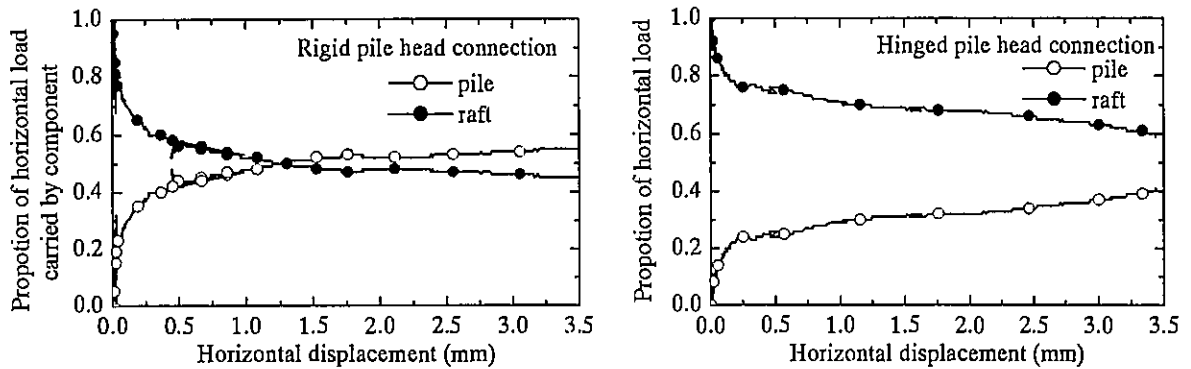 Propotion of horizontal load
carried by component
1.0
0.8
0.6
0.4
0.2
0.0
Rigid pile head connection
pile
raft
0.0 0.5 1.0 1.5 2.0 2.5 3.0 3.5
Horizontal displacement (mm)
Propotion of horizontal load
1.0
0.8
0.6
0.4
0.2
0.0
Hinged pile head connection
pile
raft
0.0 0.5 1.0 1.5 2.0 2.5 3.0 3.5
Horizontal displacement (mm)